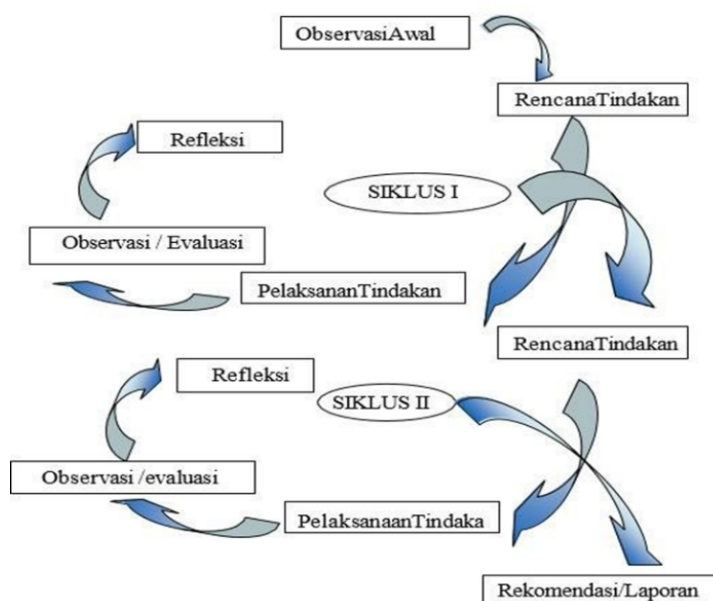 ObservasiAwal
RencanaTindakan
Refleksi
SIKLUS I
Observasi / Evaluasi
PelaksananTindakan
RencanaTindakan
Refleksi
SIKLUS II
Observasi /evaluasi
PelaksanaanTindaka
Rekomendasi/Laporan